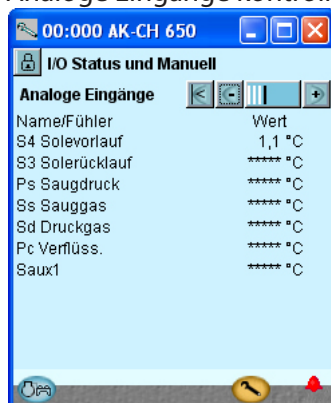 00:000 AK-CH 650
I/O Status und Manuell
Analoge Eingänge
Name/Fühler Wert
S4 Solevorlauf 1,1 °C
S3 Solerücklauf ***** °C
Ps Saugdruck ***** °C
Ss Sauggas ***** °C
Sd Druckgas ***** °C
Pc Verflüss. ***** °C
Saux1 ***** °C